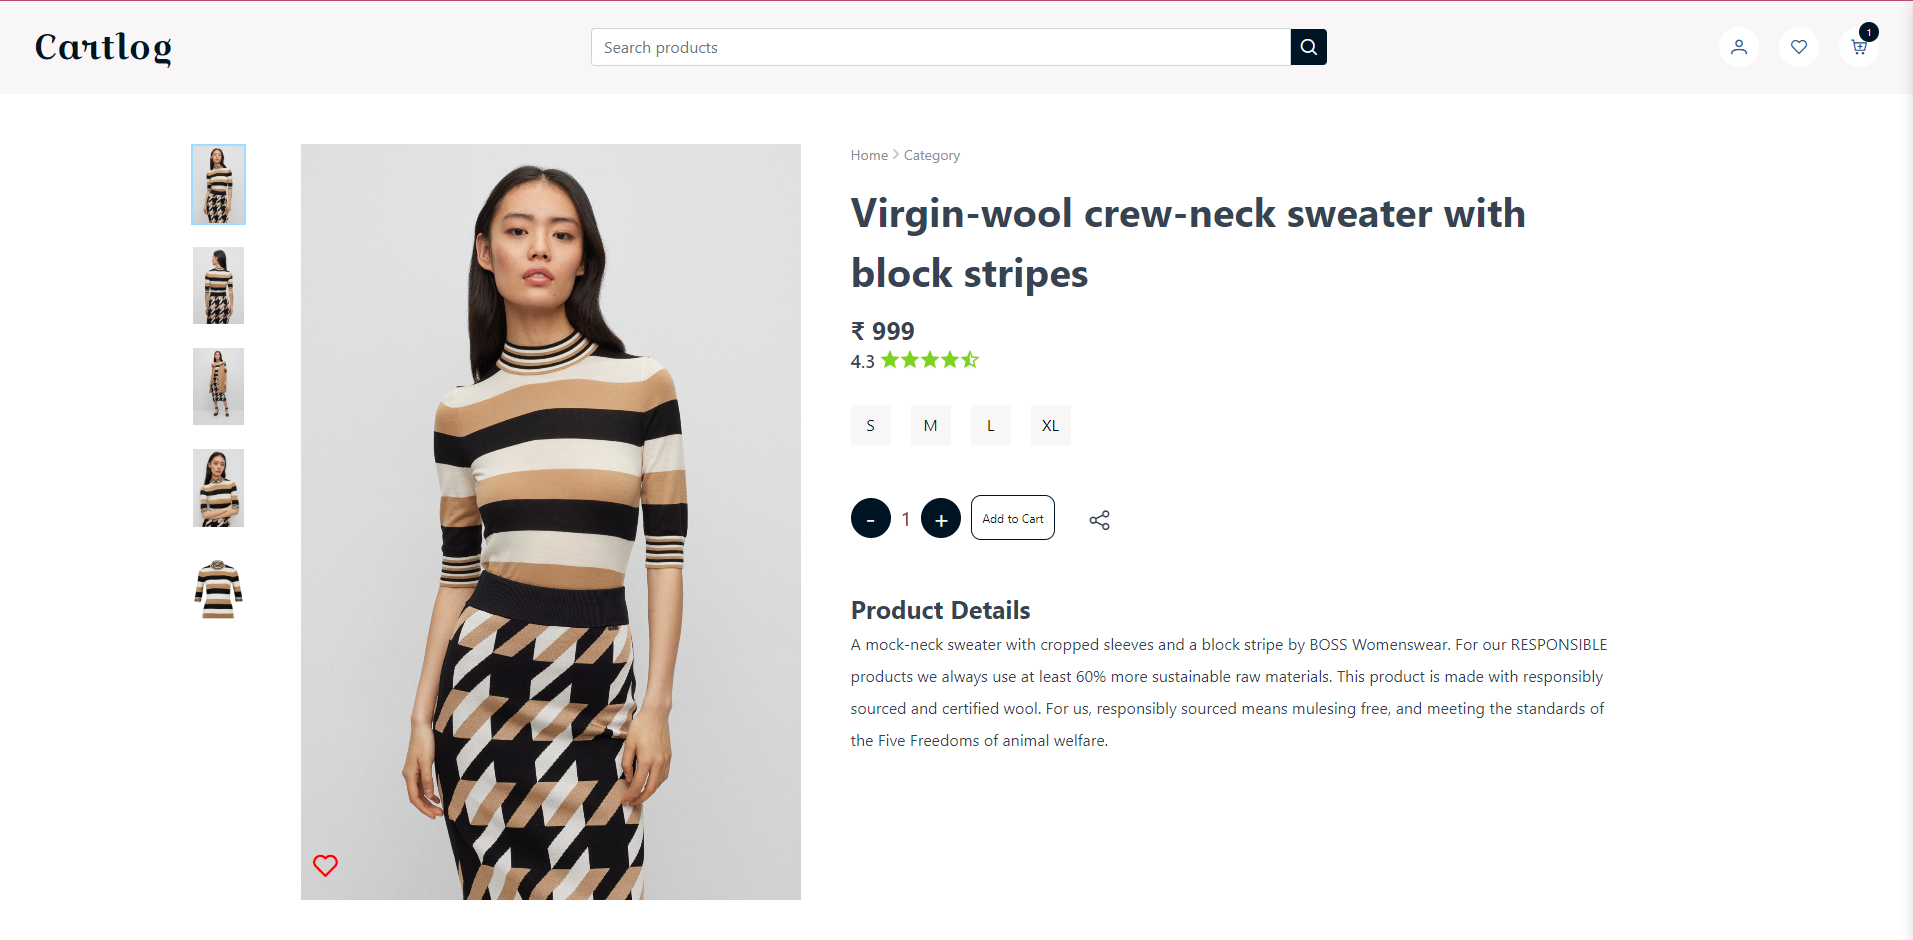 Cartlog
Search products
1
Home > Category
Virgin-wool crew-neck sweater with
block stripes
₹ 999
4.3
S M L XL
- 1 + Add to Cart
Product Details
A mock-neck sweater with cropped sleeves and a block stripe by BOSS Womenswear. For our RESPONSIBLE
products we always use at least 60% more sustainable raw materials. This product is made with responsibly
sourced and certified wool. For us, responsibly sourced means mulesing free, and meeting the standards of
the Five Freedoms of animal welfare.